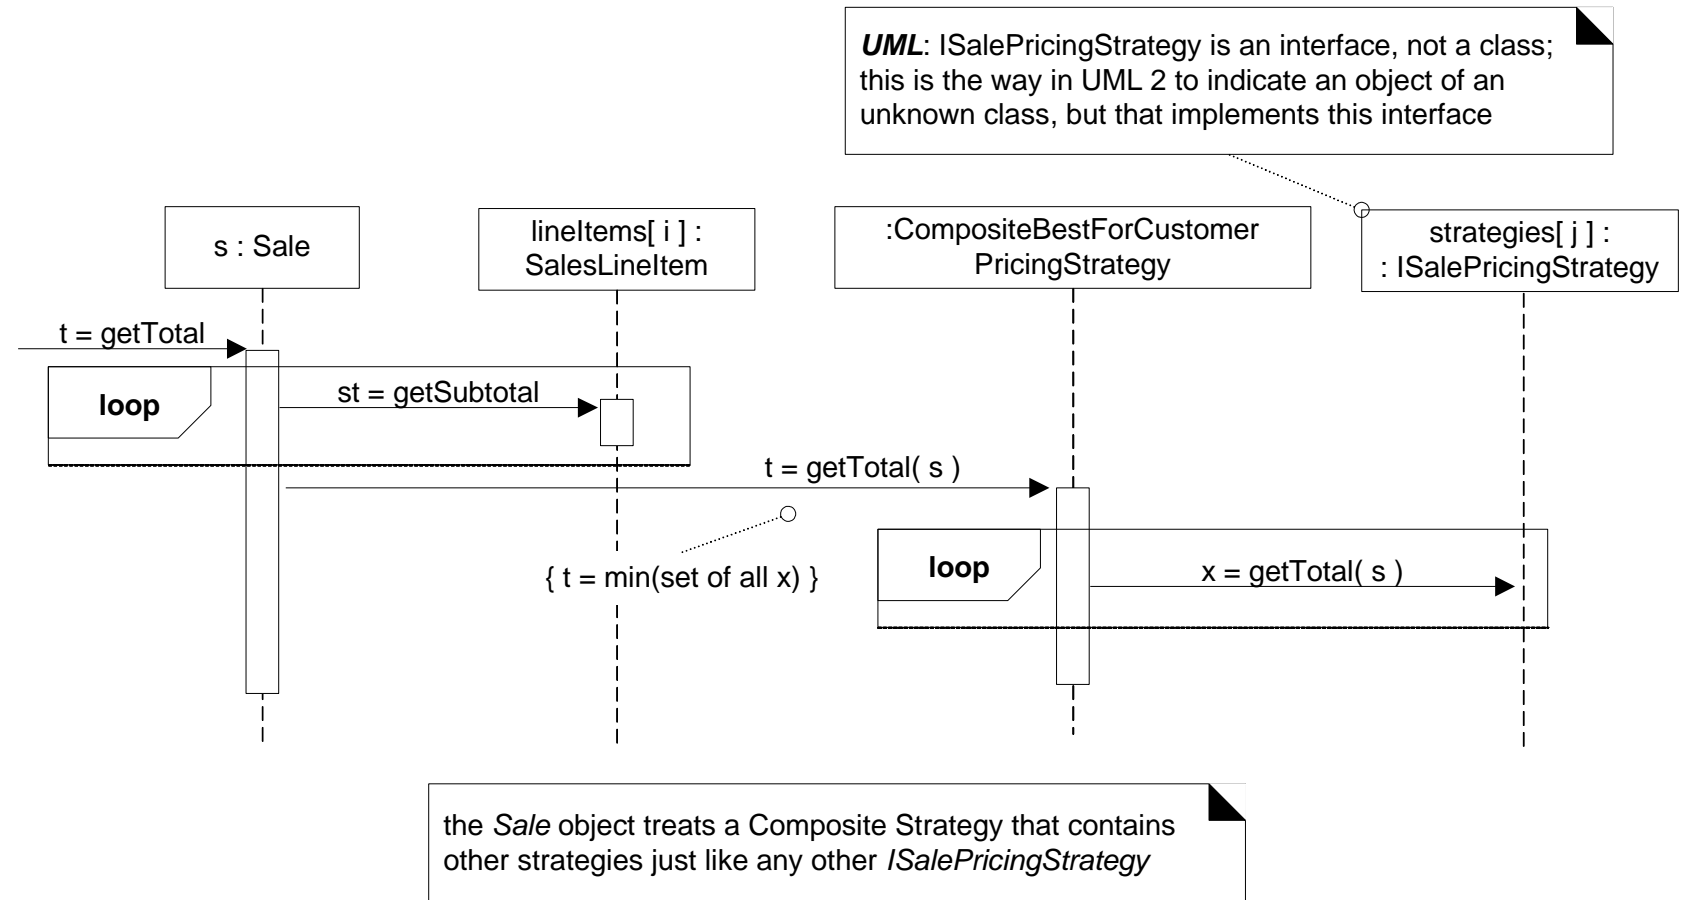 UML: ISalePricingStrategy is an interface, not a class;
this is the way in UML 2 to indicate an object of an
unknown class, but that implements this interface
s : Sale
lineItems[ i ] :
SalesLineItem
:CompositeBestForCustomer
PricingStrategy
strategies[ j ] :
: ISalePricingStrategy
t = getTotal
loop
st = getSubtotal
t = getTotal( s )
{ t = min(set of all x) }
loop
x = getTotal( s )
the Sale object treats a Composite Strategy that contains
other strategies just like any other ISalePricingStrategy